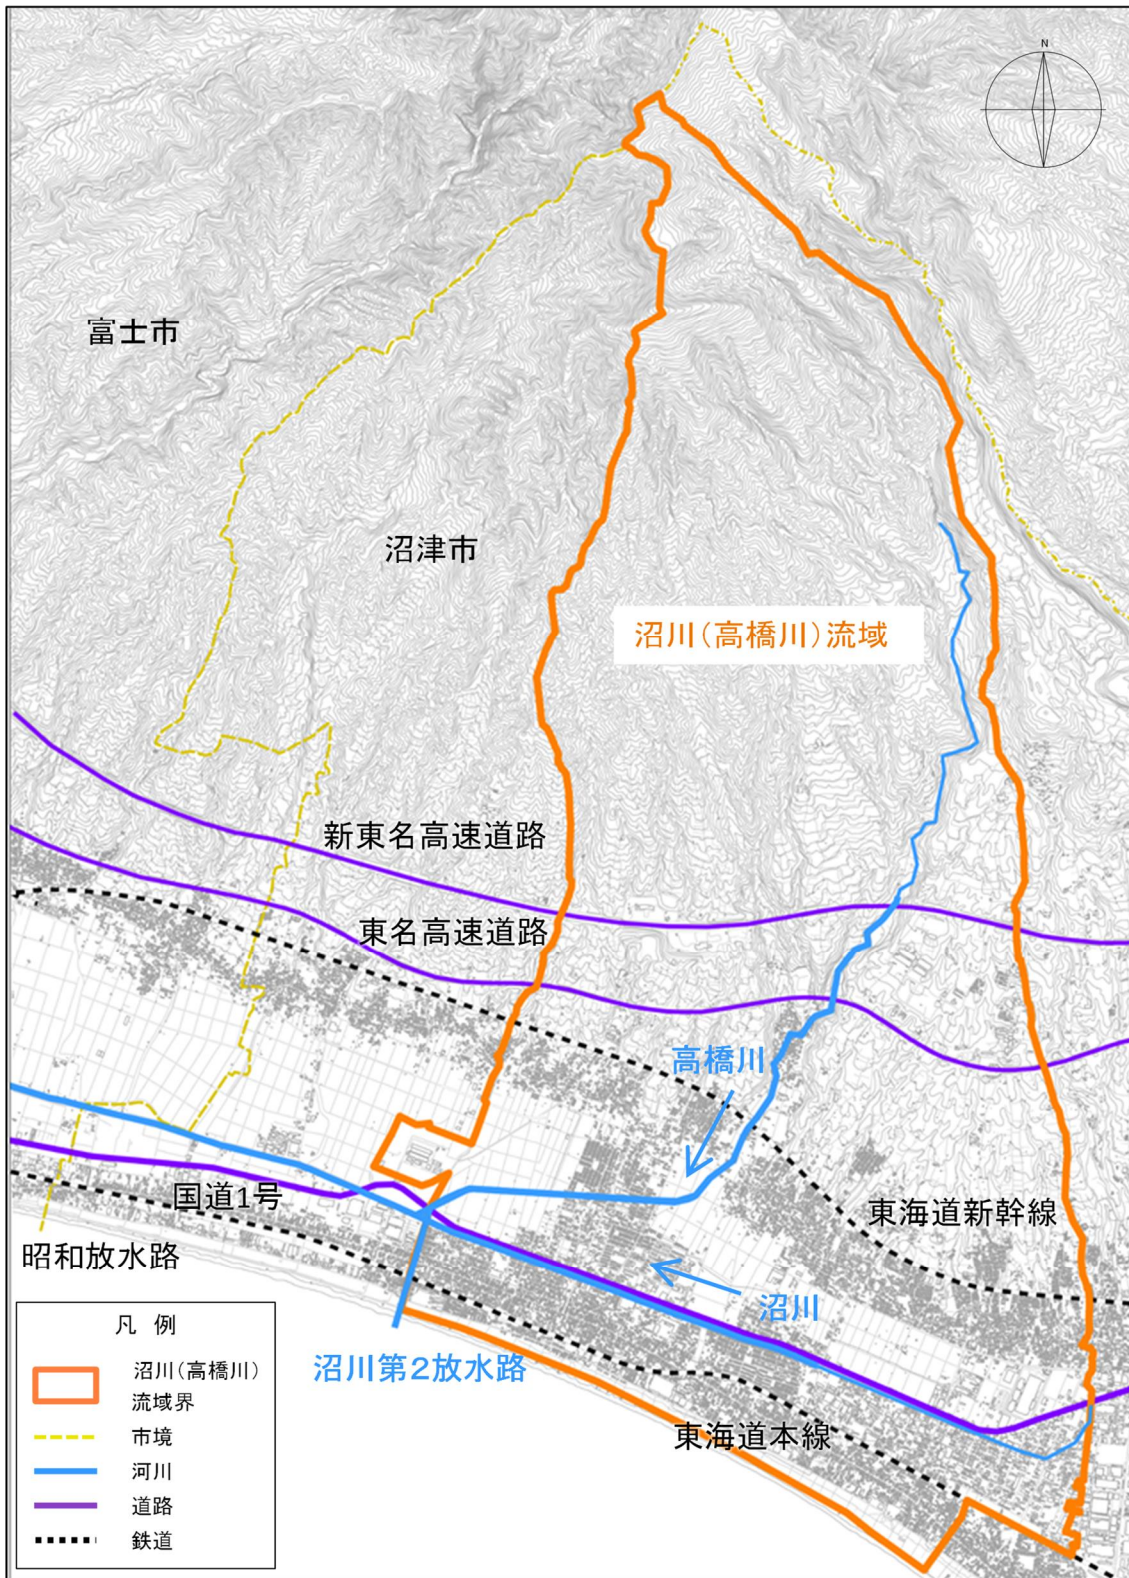 N
富士市
沼津市
沼川(高橋川)流域
新東名高速道路
東名高速道路
高橋川
国道1号
東海道新幹線
昭和放水路
沼川
沼川第2放水路
東海道本線
凡 例
沼川(高橋川)
流域界
市境
河川
道路
鉄道